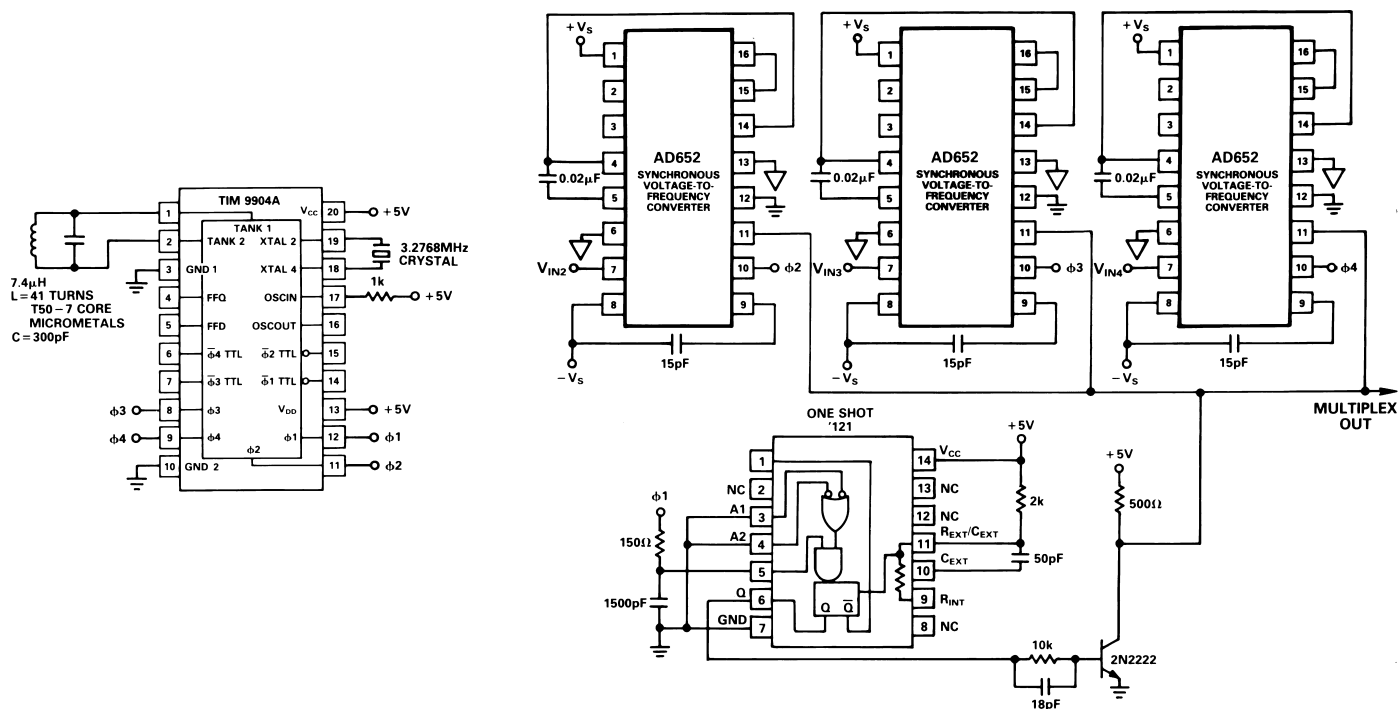 TIM 9904A
1
2
3
4
5
6
7
8
9
10
20
19
18
17
16
15
14
13
12
11
TANK 1
TANK 2
GND 1
FFQ
FFD
φ̄4 TTL
φ̄3 TTL
φ3
φ4
GND 2
VCC
XTAL 2
XTAL 4
OSCIN
OSCOUT
φ̄2 TTL
φ̄1 TTL
VDD
φ1
φ2
φ3
φ4
+5V
3.2768MHz
CRYSTAL
1k
+5V
+5V
φ1
φ2
7.4μH
L=41 TURNS
T50–7 CORE
MICROMETALS
C=300pF
+VS
1
2
3
4
5
6
7
8
16
15
14
13
12
11
10
9
AD652
SYNCHRONOUS
VOLTAGE-TO-
FREQUENCY
CONVERTER
0.02μF
VIN2
φ2
15pF
–VS
+VS
1
2
3
4
5
6
7
8
16
15
14
13
12
11
10
9
AD652
SYNCHRONOUS
VOLTAGE-TO-
FREQUENCY
CONVERTER
0.02μF
VIN3
φ3
15pF
–VS
+VS
1
2
3
4
5
6
7
8
16
15
14
13
12
11
10
9
AD652
SYNCHRONOUS
VOLTAGE-TO-
FREQUENCY
CONVERTER
0.02μF
VIN4
φ4
15pF
–VS
MULTIPLEX
OUT
ONE SHOT
'121
1
NC 2
A1 3
A2 4
5
Q 6
GND 7
14 VCC
13 NC
12 NC
11 REXT/CEXT
10 CEXT
9 RINT
8 NC
Q Q̄
φ1
150Ω
1500pF
+5V
2k
50pF
+5V
500Ω
10k
18pF
2N2222